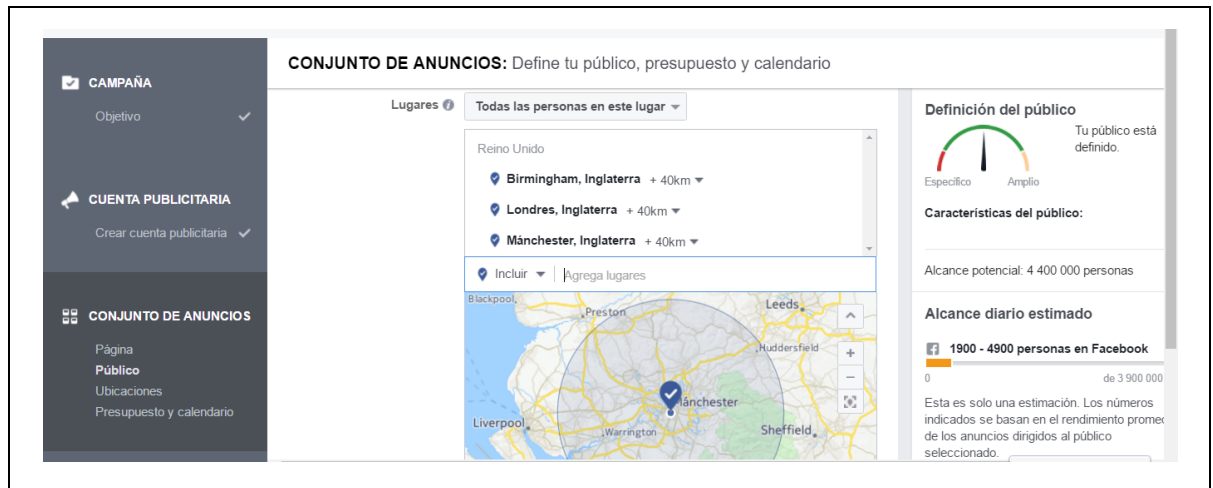 CAMPAÑA
Objetivo
CUENTA PUBLICITARIA
Crear cuenta publicitaria
CONJUNTO DE ANUNCIOS
Página
Público
Ubicaciones
Presupuesto y calendario
CONJUNTO DE ANUNCIOS: Define tu público, presupuesto y calendario
Lugares
Todas las personas en este lugar
Reino Unido
Birmingham, Inglaterra + 40km
Londres, Inglaterra + 40km
Mánchester, Inglaterra + 40km
Incluir
Agrega lugares
Blackpool
Preston
Leeds
Huddersfield
Mánchester
Liverpool
Warrington
Sheffield
Definición del público
Tu público está
definido.
Específico
Amplio
Características del público:
Alcance potencial: 4 400 000 personas
Alcance diario estimado
1900 - 4900 personas en Facebook
0
de 3 900 000
Esta es solo una estimación. Los números
indicados se basan en el rendimiento
de los anuncios dirigidos al público
seleccionado.